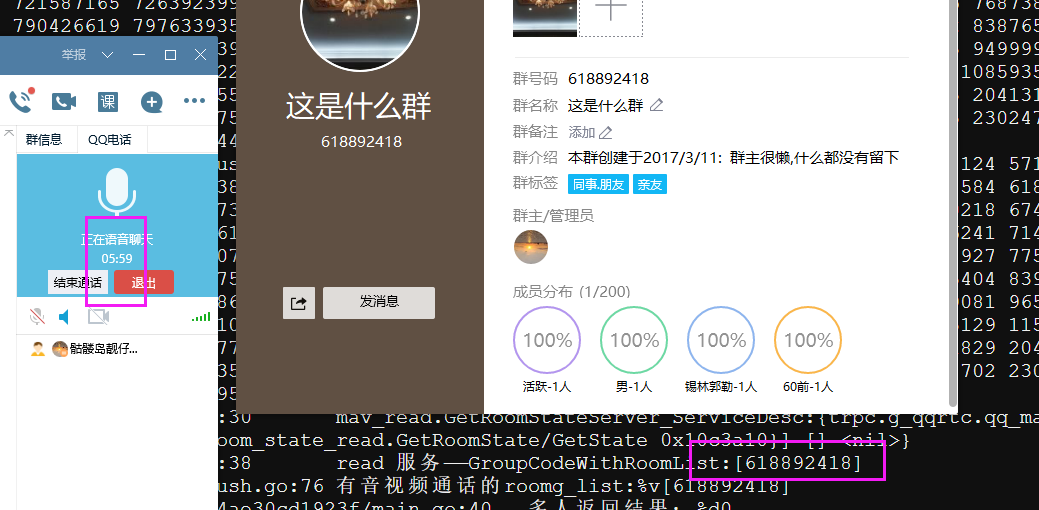 721587165 726392399
790426619 797633935
768738
838765
949999
1085935
204131
230247
举报
课
群信息
QQ电话
正在语音聊天
05:59
结束通话
退出
骷髅岛靓仔...
这是什么群
618892418
发消息
群号码 618892418
群名称 这是什么群
群备注 添加
群介绍 本群创建于2017/3/11: 群主很懒,什么都没有留下
群标签 同事.朋友 亲友
群主/管理员
成员分布 (1/200)
100% 100% 100% 100%
活跃-1人 男-1人 锡林郭勒-1人 60前-1人
124 571
584 618
218 674
241 714
927 775
404 839
081 965
129 115
829 204
702 230
:30 mav_read.GetRoomStateServer_ServiceDesc:{trpc.g_qqrtc.qq_ma
oom_state_read.GetRoomState/GetState 0x10c3a10}] [] <nil>}
:38 read 服务——GroupCodeWithRoomList:[618892418]
ush.go:76 有音视频通话的roomg_list:%v[618892418]
4ae30cd1923f/main.go:40 多人返回结果: %d0